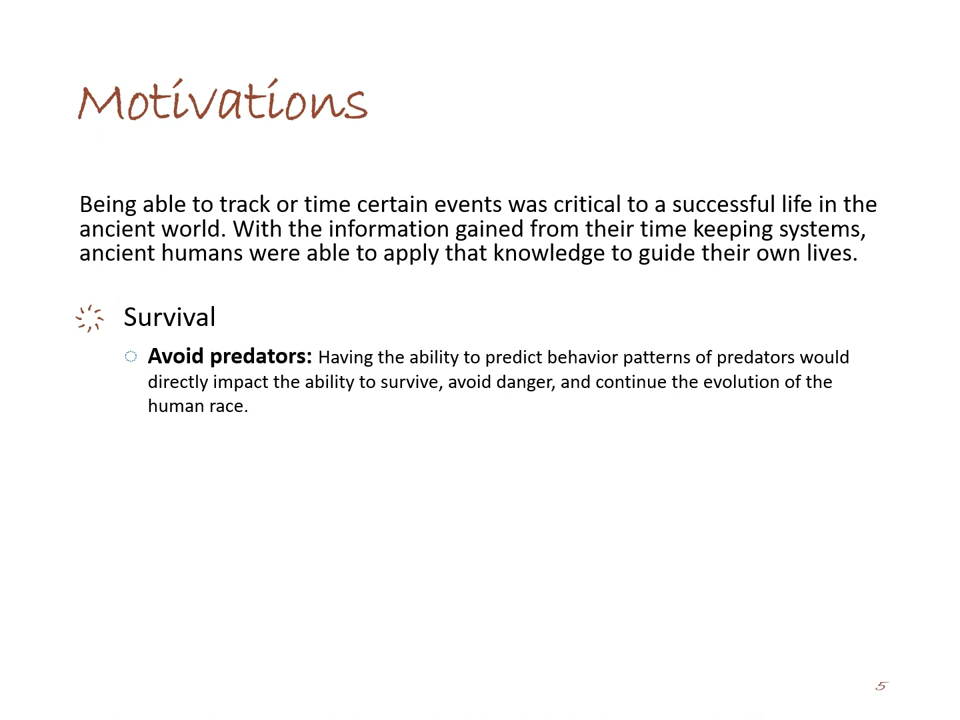 Motivations
Being able to track or time certain events was critical to a successful life in the
ancient world. With the information gained from their time keeping systems,
ancient humans were able to apply that knowledge to guide their own lives.
Survival
Avoid predators: Having the ability to predict behavior patterns of predators would
directly impact the ability to survive, avoid danger, and continue the evolution of the
human race.
5